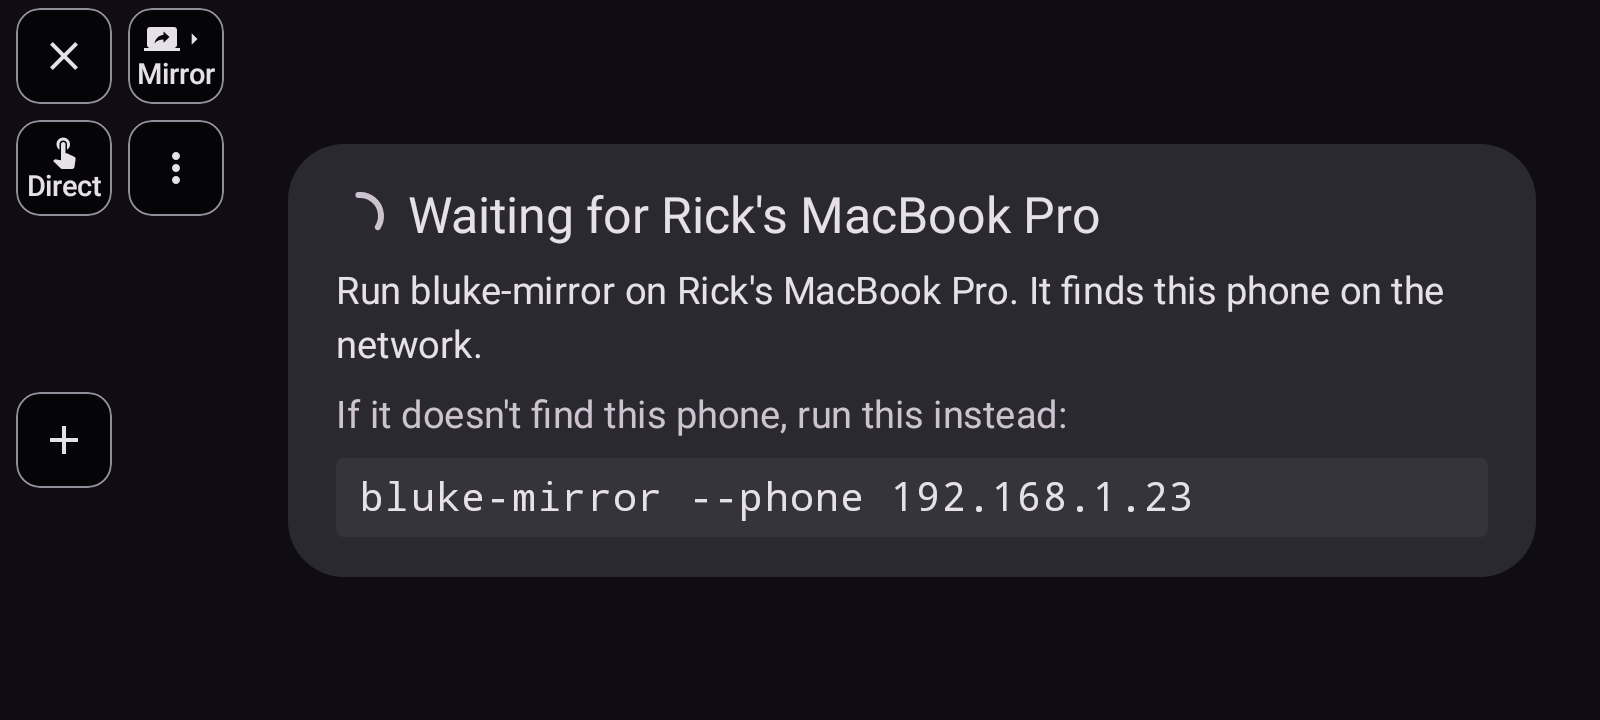 Mirror
Direct
Waiting for Rick's MacBook Pro
Run bluke-mirror on Rick's MacBook Pro. It finds this phone on the
network.
If it doesn't find this phone, run this instead:
bluke-mirror --phone 192.168.1.23